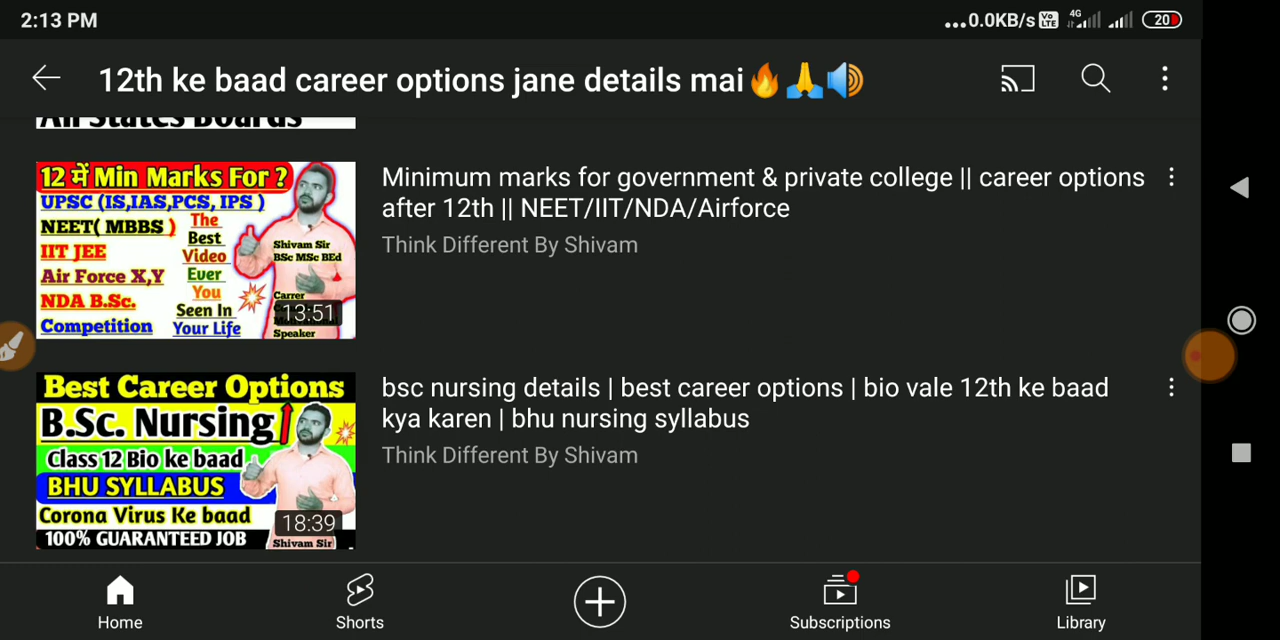 2:13 PM
...0.0KB/s Vo LTE 4G 20
12th ke baad career options jane details mai🔥🙏🔊
All States Boards
12 में Min Marks For ?
UPSC (IS,IAS,PCS, IPS )
NEET( MBBS )
IIT JEE
Air Force X,Y
NDA B.Sc.
Competition
The
Best
Video
Ever
You
Seen In
Your Life
Shivam Sir
BSc MSc BEd
Carrer
Speaker
13:51
Minimum marks for government & private college || career options
after 12th || NEET/IIT/NDA/Airforce
Think Different By Shivam
Best Career Options
B.Sc. Nursing
Class 12 Bio ke baad
BHU SYLLABUS
Corona Virus Ke baad
100% GUARANTEED JOB
Shivam Sir
18:39
bsc nursing details | best career options | bio vale 12th ke baad
kya karen | bhu nursing syllabus
Think Different By Shivam
Home
Shorts
Subscriptions
Library